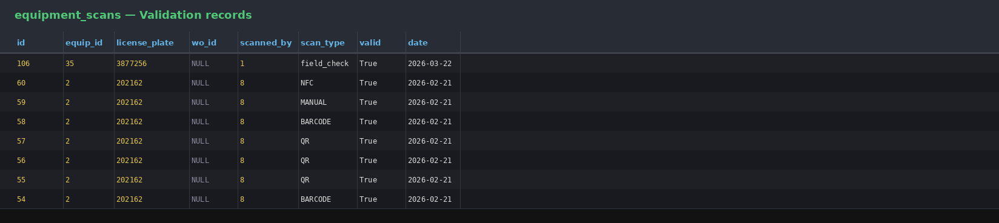 equipment_scans — Validation records
id equip_id license_plate wo_id scanned_by scan_type valid date
106 35 3877256 NULL 1 field_check True 2026-03-22
60 2 202162 NULL 8 NFC True 2026-02-21
59 2 202162 NULL 8 MANUAL True 2026-02-21
58 2 202162 NULL 8 BARCODE True 2026-02-21
57 2 202162 NULL 8 QR True 2026-02-21
56 2 202162 NULL 8 QR True 2026-02-21
55 2 202162 NULL 8 QR True 2026-02-21
54 2 202162 NULL 8 BARCODE True 2026-02-21